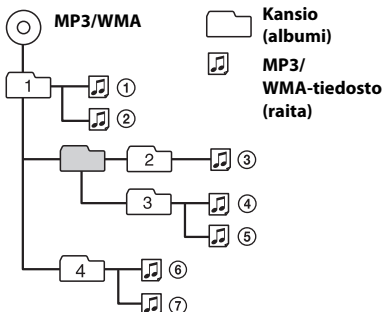 MP3/WMA
Kansio
(albumi)
MP3/
WMA-tiedosto
(raita)
1
①
②
2
③
3
④
⑤
4
⑥
⑦